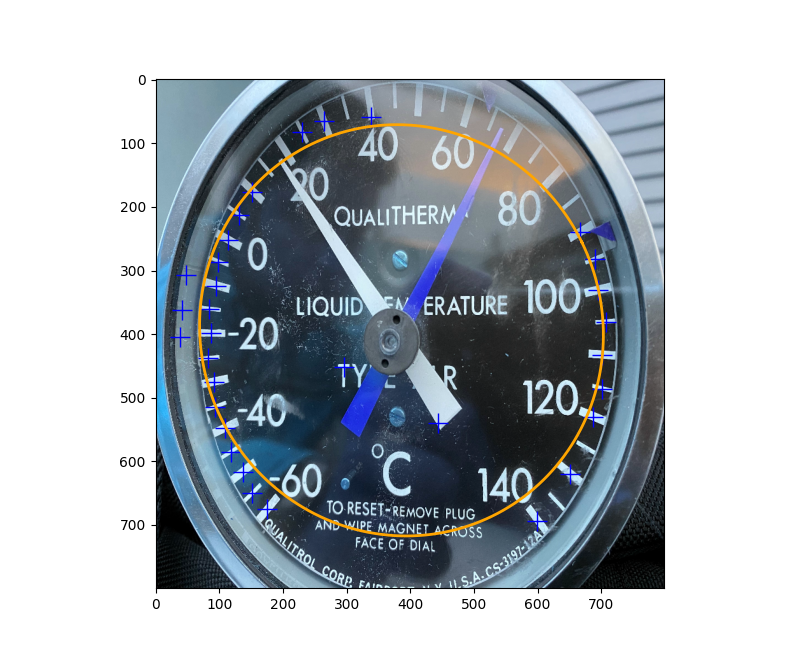 0
100
200
300
400
500
600
700
40
60
20
80
QUALITHERM
0
LIQUID TEMPERATURE
100
-20
-40
120
-60
°C
140
TO RESET-REMOVE PLUG
AND WIPE MAGNET ACROSS
FACE OF DIAL
QUALITROL CORP. N.Y. U.S.A. CS-3197-12A
0 100 200 300 400 500 600 700